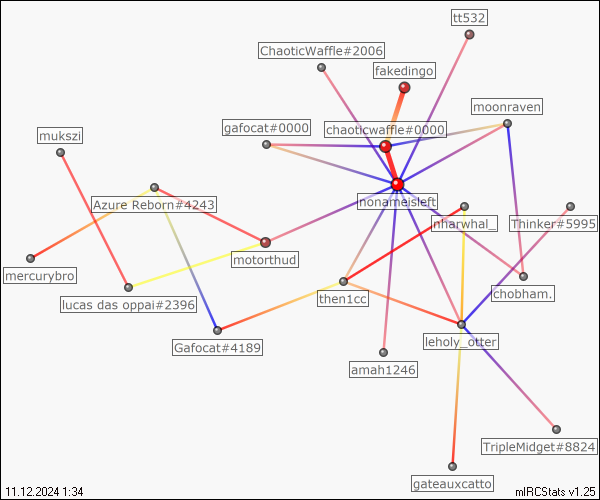 tt532
ChaoticWaffle#2006
fakedingo
moonraven
gafocat#0000
chaoticwaffle#0000
mukszi
Azure Reborn#4243
nonameisleft
nharwhal_
Thinker#5995
motorthud
mercurybro
chobham.
lucas das oppai#2396
then1cc
Gafocat#4189
leholy_otter
amah1246
TripleMidget#8824
gateauxcatto
11.12.2024 1:34
mIRCStats v1.25